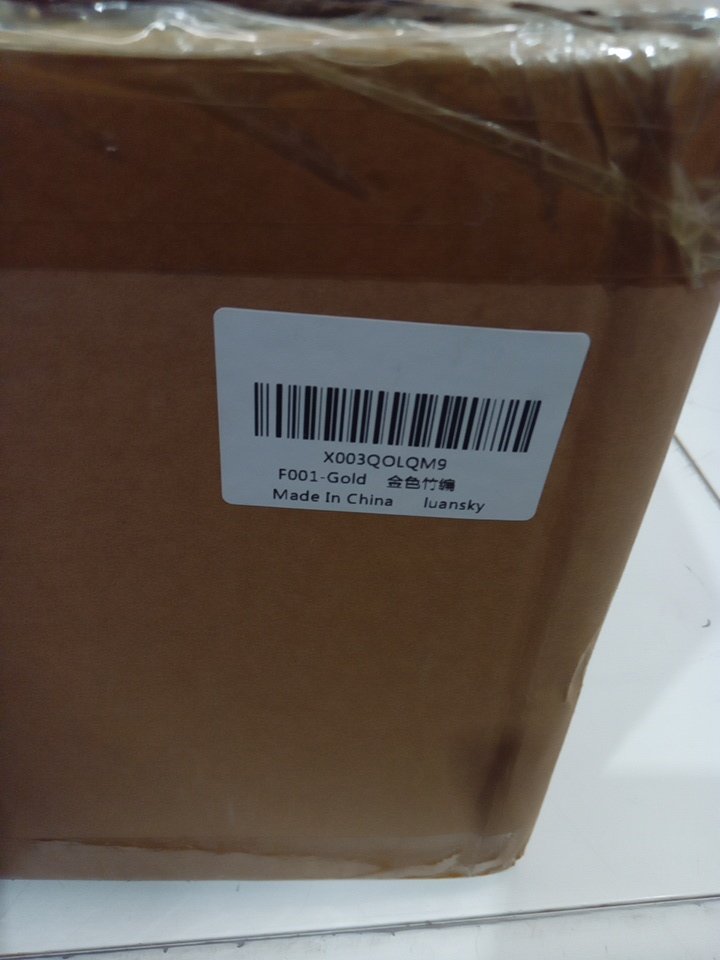 X003QOLQM9
F001-Gold 金色竹编
Made In China luansky